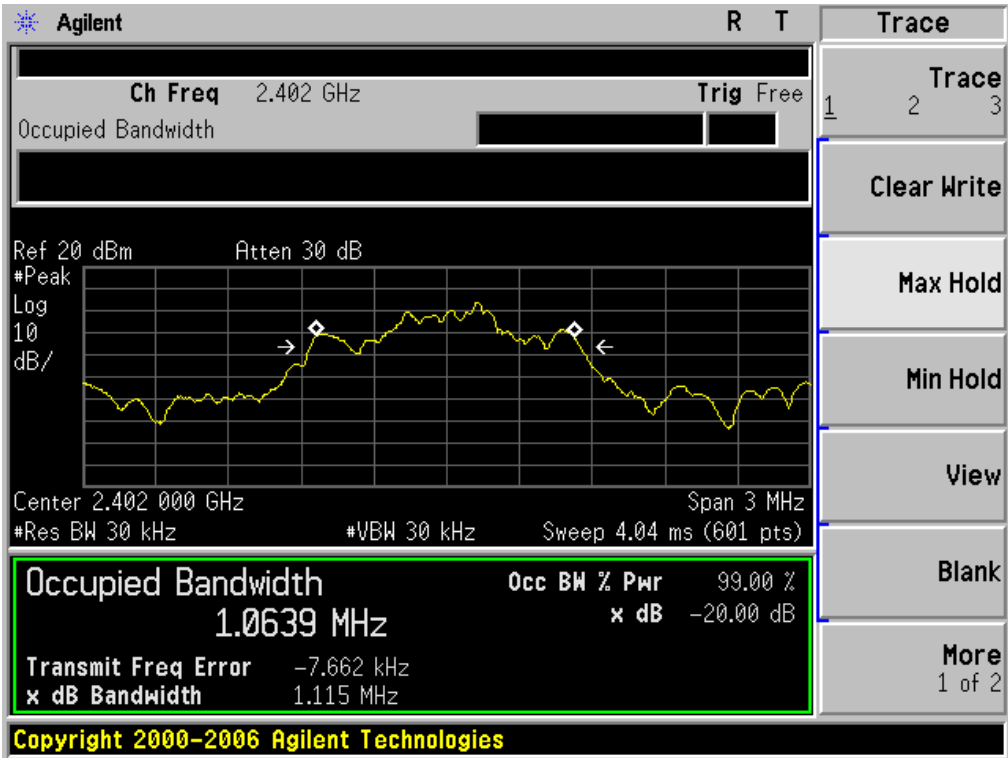 Agilent R T Trace
Ch Freq 2.402 GHz Trig Free
Occupied Bandwidth
Trace
1 2 3
Clear Write
Max Hold
Min Hold
View
Blank
More
1 of 2
Ref 20 dBm Atten 30 dB
#Peak
Log
10
dB/
Center 2.402 000 GHz Span 3 MHz
#Res BW 30 kHz #VBW 30 kHz Sweep 4.04 ms (601 pts)
Occupied Bandwidth
1.0639 MHz
Occ BW % Pwr 99.00 %
x dB -20.00 dB
Transmit Freq Error -7.662 kHz
x dB Bandwidth 1.115 MHz
Copyright 2000-2006 Agilent Technologies